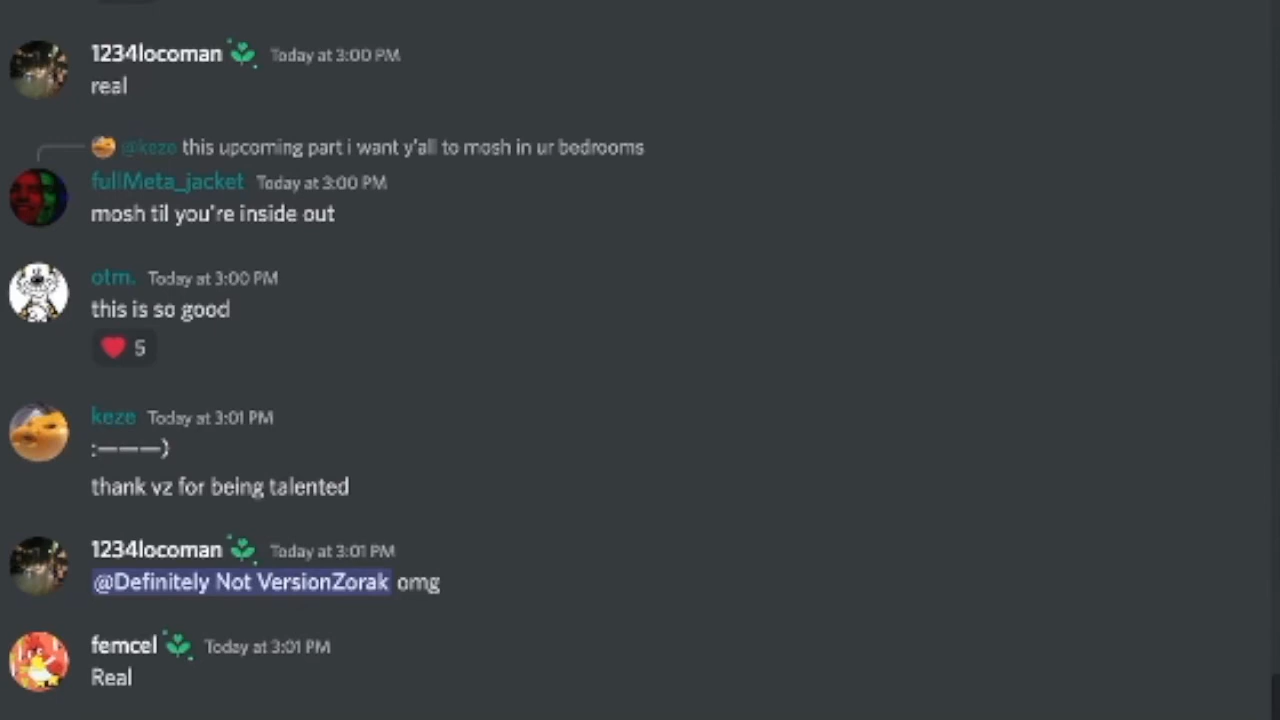 1234locoman Today at 3:00 PM
real
@keze this upcoming part i want y'all to mosh in ur bedrooms
fullMeta_jacket Today at 3:00 PM
mosh til you're inside out
otm. Today at 3:00 PM
this is so good
5
keze Today at 3:01 PM
:———)
thank vz for being talented
1234locoman Today at 3:01 PM
@Definitely Not VersionZorak omg
femcel Today at 3:01 PM
Real